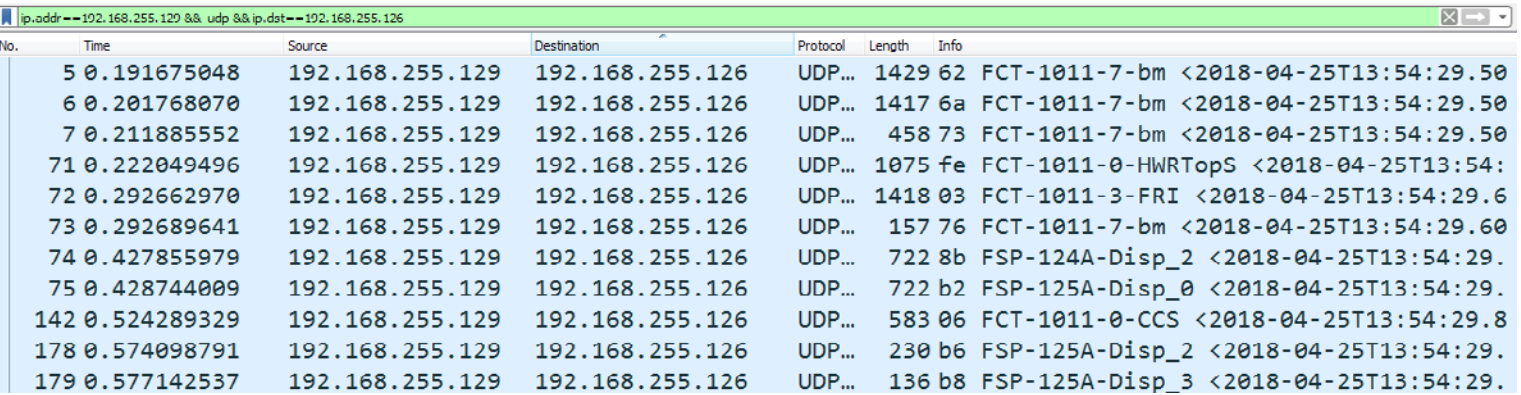 ip.addr==192.168.255.129 && udp &&ip.dst==192.168.255.126
No. Time Source Destination Protocol Length Info
5 0.191675048 192.168.255.129 192.168.255.126 UDP… 1429 62 FCT-1011-7-bm <2018-04-25T13:54:29.50
6 0.201768070 192.168.255.129 192.168.255.126 UDP… 1417 6a FCT-1011-7-bm <2018-04-25T13:54:29.50
7 0.211885552 192.168.255.129 192.168.255.126 UDP… 458 73 FCT-1011-7-bm <2018-04-25T13:54:29.50
71 0.222049496 192.168.255.129 192.168.255.126 UDP… 1075 fe FCT-1011-0-HWRTopS <2018-04-25T13:54:
72 0.292662970 192.168.255.129 192.168.255.126 UDP… 1418 03 FCT-1011-3-FRI <2018-04-25T13:54:29.6
73 0.292689641 192.168.255.129 192.168.255.126 UDP… 157 76 FCT-1011-7-bm <2018-04-25T13:54:29.60
74 0.427855979 192.168.255.129 192.168.255.126 UDP… 722 8b FSP-124A-Disp_2 <2018-04-25T13:54:29.
75 0.428744009 192.168.255.129 192.168.255.126 UDP… 722 b2 FSP-125A-Disp_0 <2018-04-25T13:54:29.
142 0.524289329 192.168.255.129 192.168.255.126 UDP… 583 06 FCT-1011-0-CCS <2018-04-25T13:54:29.8
178 0.574098791 192.168.255.129 192.168.255.126 UDP… 230 b6 FSP-125A-Disp_2 <2018-04-25T13:54:29.
179 0.577142537 192.168.255.129 192.168.255.126 UDP… 136 b8 FSP-125A-Disp_3 <2018-04-25T13:54:29.